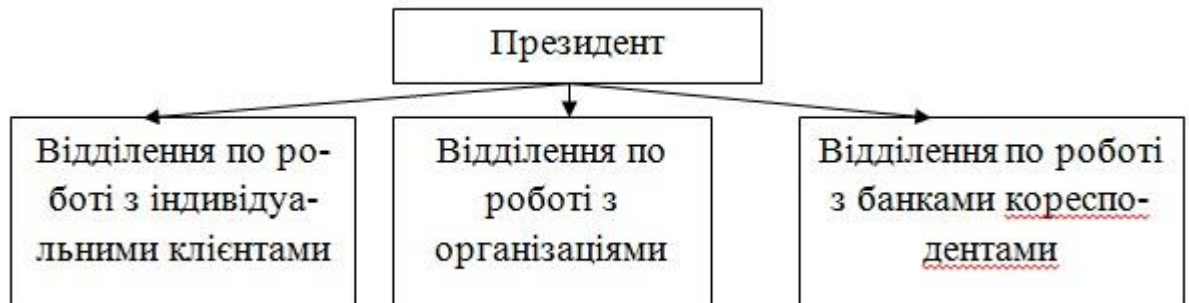 Президент
Відділення по ро-
боті з індивідуа-
льними клієнтами
Відділення по
роботі з
організаціями
Відділення по роботі
з банками кореспо-
дентами